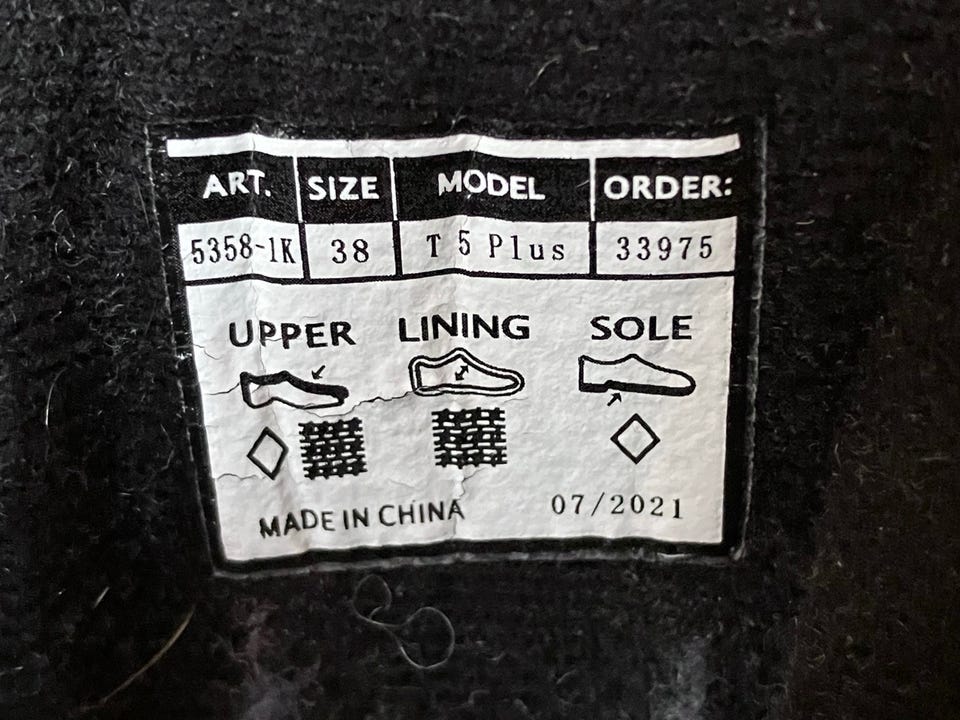 ART. SIZE MODEL ORDER:
5358-1K 38 T 5 Plus 33975
UPPER LINING SOLE
MADE IN CHINA 07/2021